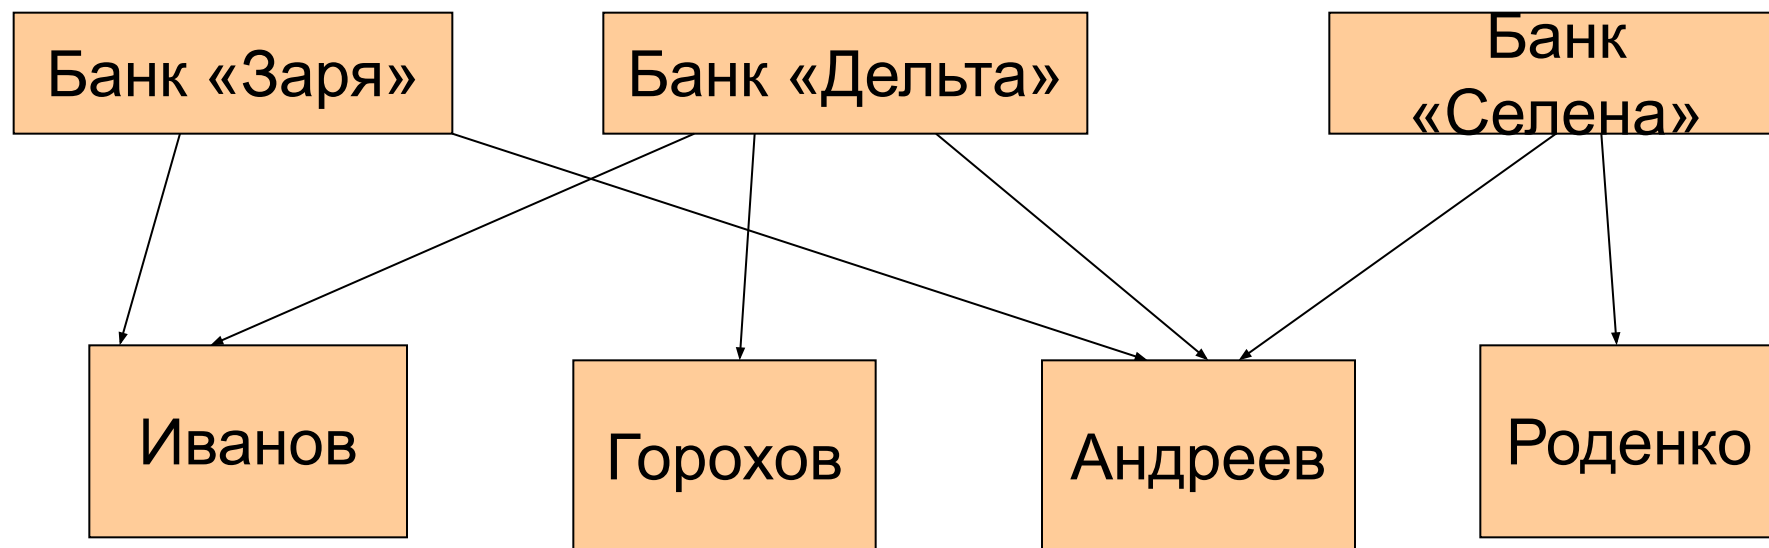 Банк «Заря»
Банк «Дельта»
Банк
«Селена»
Иванов
Горохов
Андреев
Роденко